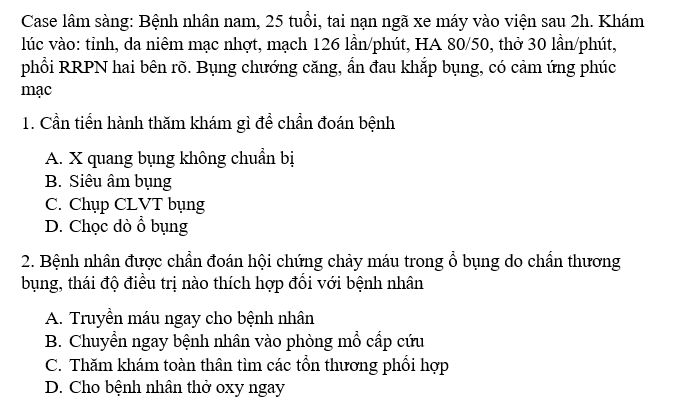 Case lâm sàng: Bệnh nhân nam, 25 tuổi, tai nạn ngã xe máy vào viện sau 2h. Khám
lúc vào: tỉnh, da niêm mạc nhợt, mạch 126 lần/phút, HA 80/50, thở 30 lần/phút,
phổi RRPN hai bên rõ. Bụng chướng căng, ấn đau khắp bụng, có cảm ứng phúc
mạc
1. Cần tiến hành thăm khám gì để chẩn đoán bệnh
A. X quang bụng không chuẩn bị
B. Siêu âm bụng
C. Chụp CLVT bụng
D. Chọc dò ổ bụng
2. Bệnh nhân được chẩn đoán hội chứng chảy máu trong ổ bụng do chấn thương
bụng, thái độ điều trị nào thích hợp đối với bệnh nhân
A. Truyền máu ngay cho bệnh nhân
B. Chuyển ngay bệnh nhân vào phòng mổ cấp cứu
C. Thăm khám toàn thân tìm các tổn thương phối hợp
D. Cho bệnh nhân thở oxy ngay